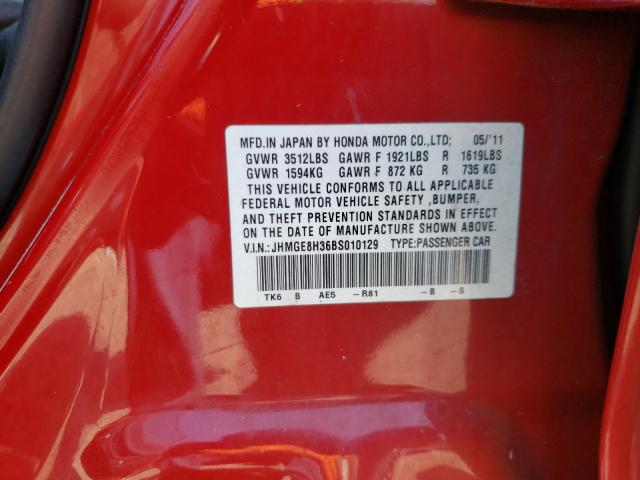 MFD.IN JAPAN BY HONDA MOTOR CO.,LTD; 05/'11
GVWR 3512LBS GAWR F 1921LBS R 1619LBS
GVWR 1594KG GAWR F 872 KG R 735 KG
THIS VEHICLE CONFORMS TO ALL APPLICABLE
FEDERAL MOTOR VEHICLE SAFETY ,BUMPER,
AND THEFT PREVENTION STANDARDS IN EFFECT
ON THE DATE OF MANUFACTURE SHOWN ABOVE.
V.I.N.: JHMGE8H36BS010129 TYPE:PASSENGER CAR
TK6 B AE5 -R81 -B -S